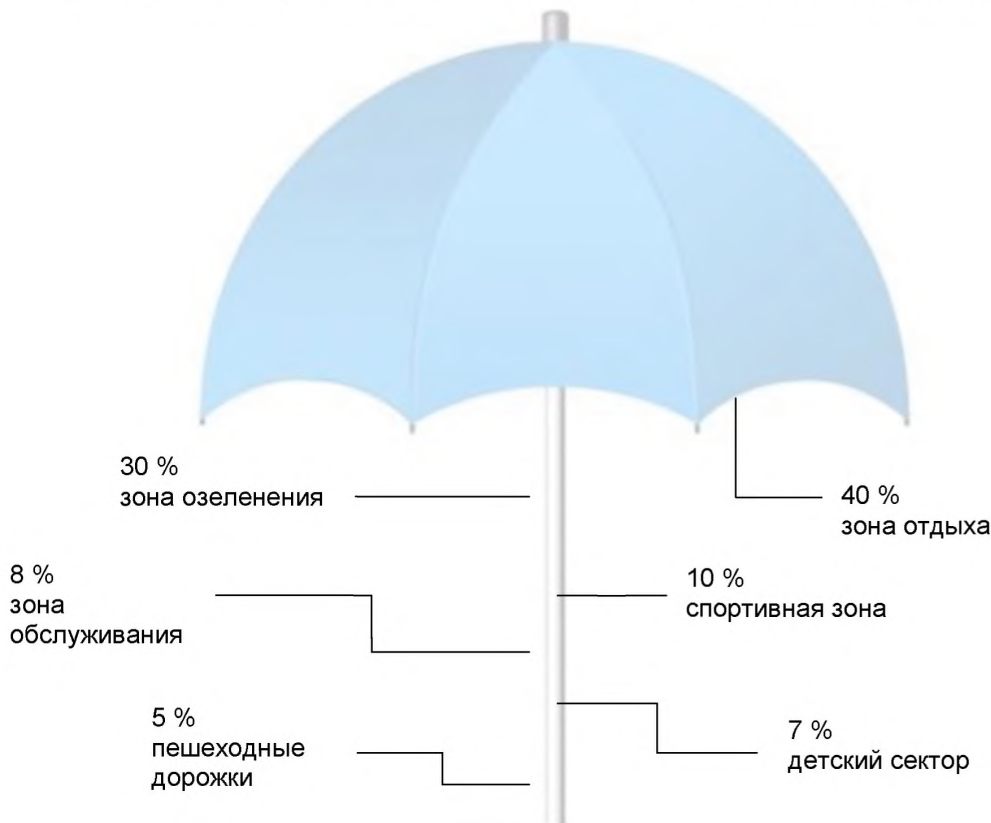 30 %
зона озеленения
40 %
зона отдыха
8 %
зона
обслуживания
10 %
спортивная зона
5 %
пешеходные
дорожки
7 %
детский сектор